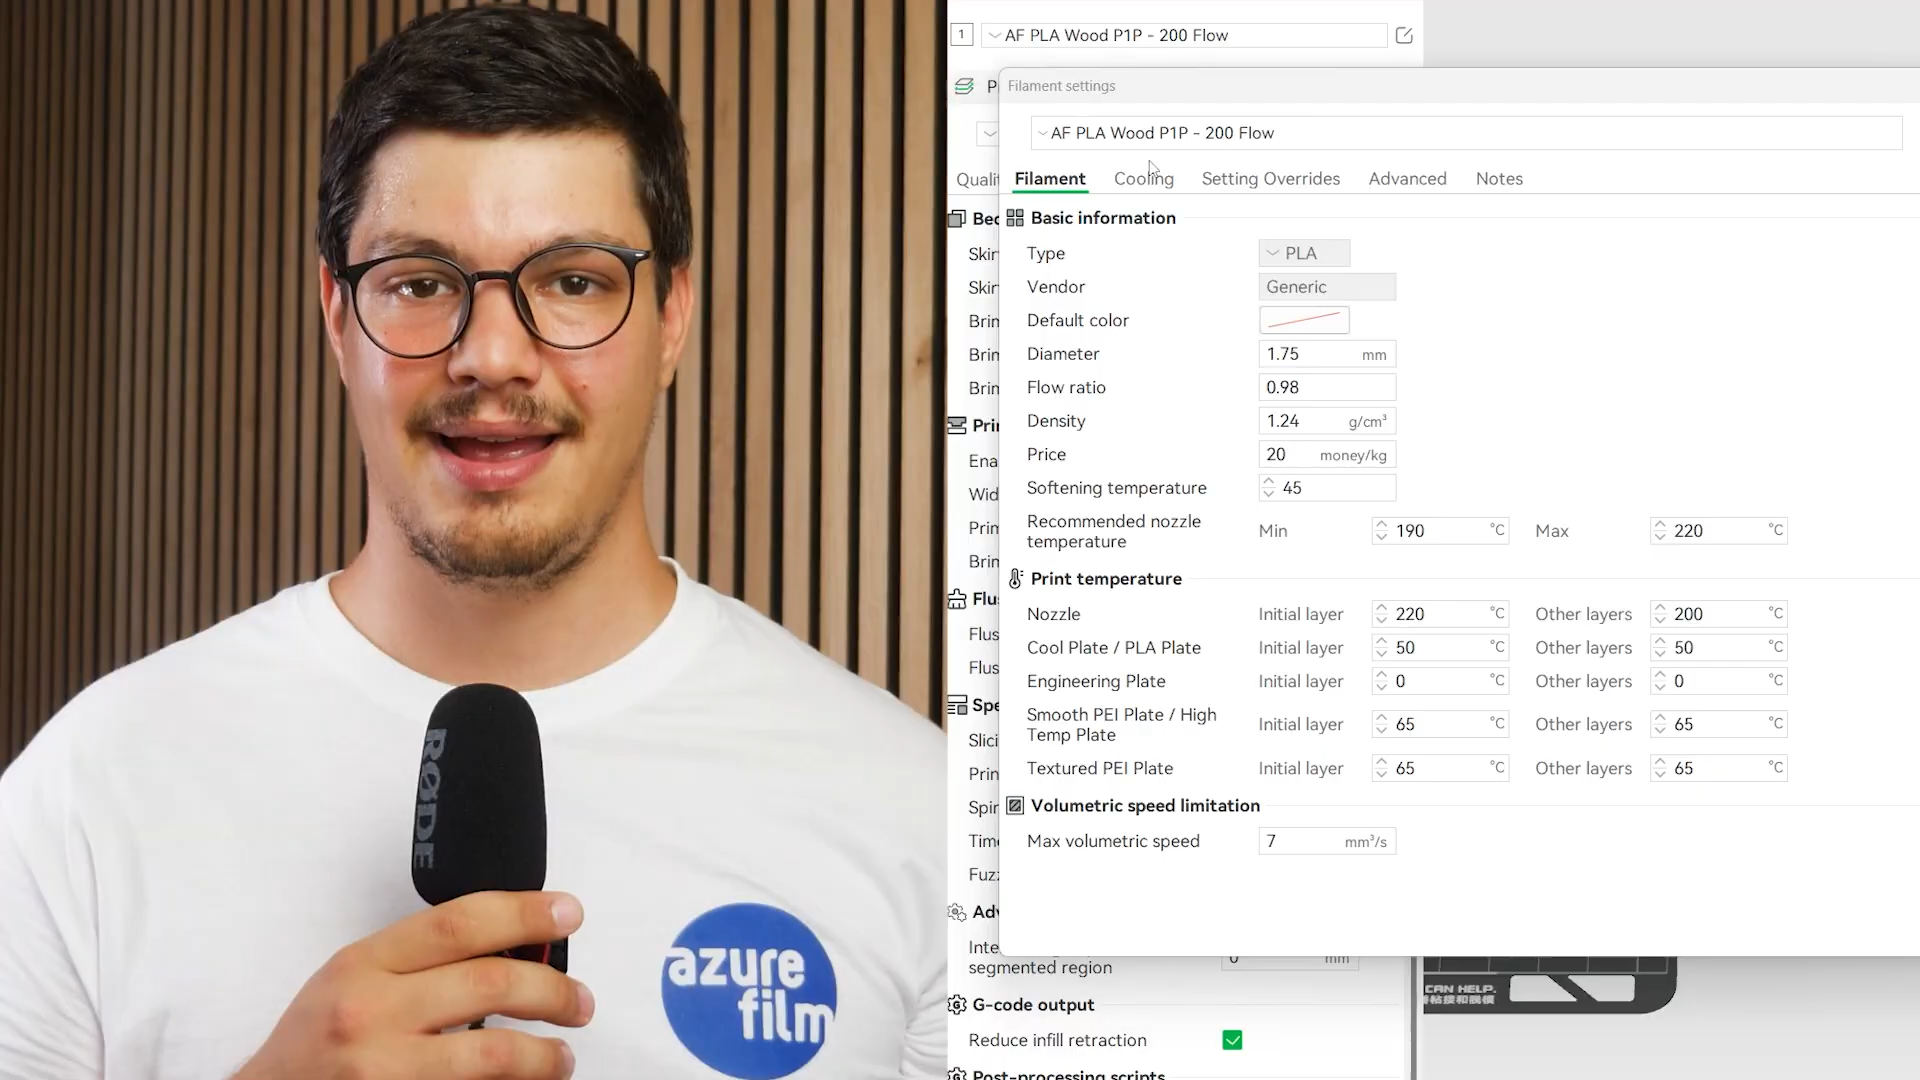 RØDE
azure
film
1
AF PLA Wood P1P - 200 Flow
Filament settings
AF PLA Wood P1P - 200 Flow
Filament
Cooling
Setting Overrides
Advanced
Notes
Basic information
Type
PLA
Vendor
Generic
Default color
Diameter
1.75 mm
Flow ratio
0.98
Density
1.24 g/cm³
Price
20 money/kg
Softening temperature
45
Recommended nozzle
temperature
Min
190 °C
Max
220 °C
Print temperature
Nozzle
Initial layer
220 °C
Other layers
200 °C
Cool Plate / PLA Plate
Initial layer
50 °C
Other layers
50 °C
Engineering Plate
Initial layer
0 °C
Other layers
0 °C
Smooth PEI Plate / High
Temp Plate
Initial layer
65 °C
Other layers
65 °C
Textured PEI Plate
Initial layer
65 °C
Other layers
65 °C
Volumetric speed limitation
Max volumetric speed
7 mm³/s
segmented region
0 mm
G-code output
Reduce infill retraction
Post-processing scripts
CAN HELP.